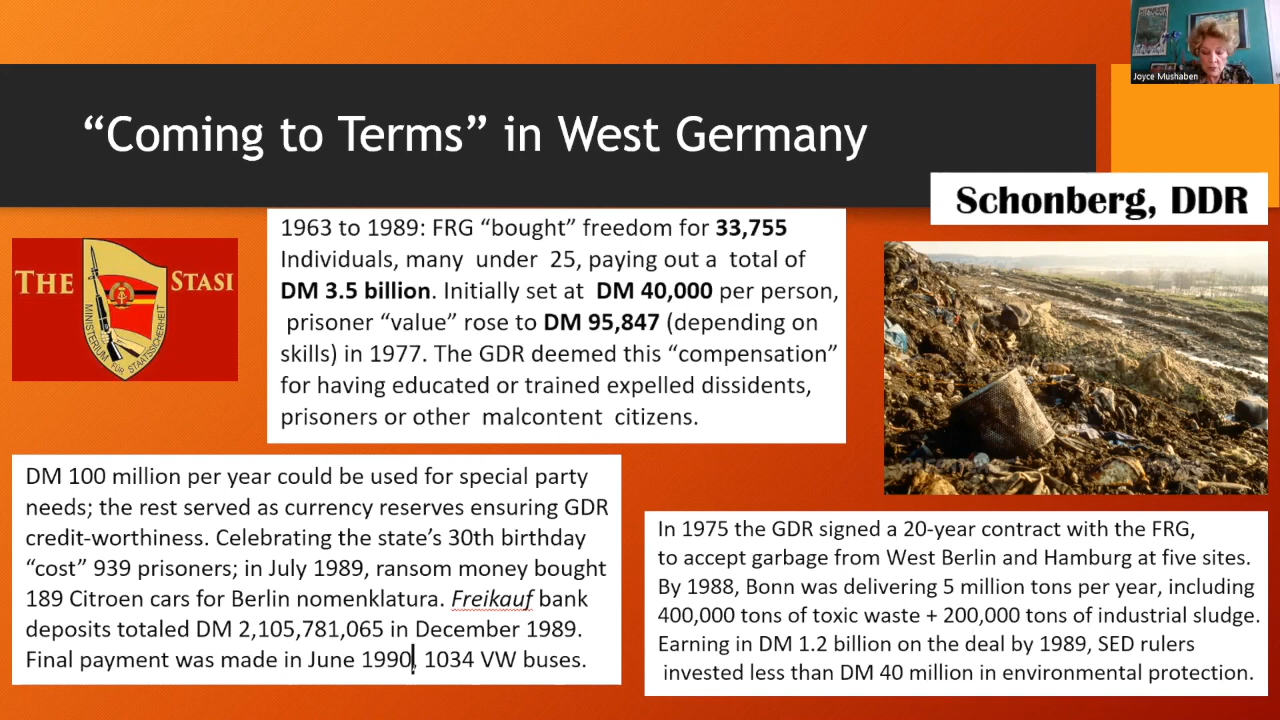 Joyce Mushaben
“Coming to Terms” in West Germany
Schonberg, DDR
THE STASI
MINISTERIUM FÜR STAATSSICHERHEIT
1963 to 1989: FRG “bought” freedom for 33,755
Individuals, many under 25, paying out a total of
DM 3.5 billion. Initially set at DM 40,000 per person,
prisoner “value” rose to DM 95,847 (depending on
skills) in 1977. The GDR deemed this “compensation”
for having educated or trained expelled dissidents,
prisoners or other malcontent citizens.
DM 100 million per year could be used for special party
needs; the rest served as currency reserves ensuring GDR
credit-worthiness. Celebrating the state’s 30th birthday
“cost” 939 prisoners; in July 1989, ransom money bought
189 Citroen cars for Berlin nomenklatura. Freikauf bank
deposits totaled DM 2,105,781,065 in December 1989.
Final payment was made in June 1990, 1034 VW buses.
In 1975 the GDR signed a 20-year contract with the FRG,
to accept garbage from West Berlin and Hamburg at five sites.
By 1988, Bonn was delivering 5 million tons per year, including
400,000 tons of toxic waste + 200,000 tons of industrial sludge.
Earning in DM 1.2 billion on the deal by 1989, SED rulers
invested less than DM 40 million in environmental protection.